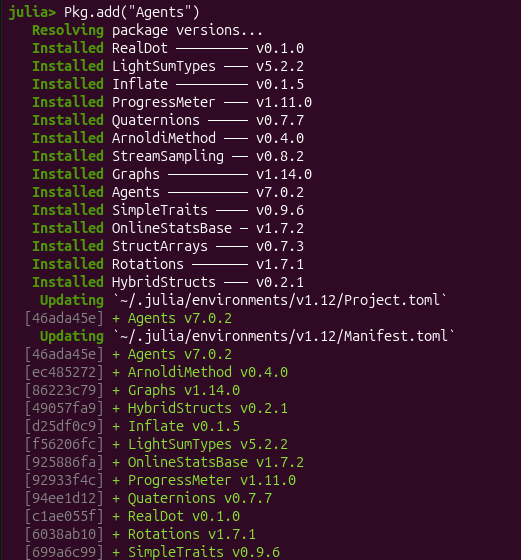 julia> Pkg.add("Agents")
Resolving package versions...
Installed RealDot ───────── v0.1.0
Installed LightSumTypes ─── v5.2.2
Installed Inflate ───────── v0.1.5
Installed ProgressMeter ─── v1.11.0
Installed Quaternions ───── v0.7.7
Installed ArnoldiMethod ─── v0.4.0
Installed StreamSampling ── v0.8.2
Installed Graphs ────────── v1.14.0
Installed Agents ────────── v7.0.2
Installed SimpleTraits ──── v0.9.6
Installed OnlineStatsBase ─ v1.7.2
Installed StructArrays ──── v0.7.3
Installed Rotations ─────── v1.7.1
Installed HybridStructs ─── v0.2.1
Updating `~/.julia/environments/v1.12/Project.toml`
[46ada45e] + Agents v7.0.2
Updating `~/.julia/environments/v1.12/Manifest.toml`
[46ada45e] + Agents v7.0.2
[ec485272] + ArnoldiMethod v0.4.0
[86223c79] + Graphs v1.14.0
[49057fa9] + HybridStructs v0.2.1
[d25df0c9] + Inflate v0.1.5
[f56206fc] + LightSumTypes v5.2.2
[925886fa] + OnlineStatsBase v1.7.2
[92933f4c] + ProgressMeter v1.11.0
[94ee1d12] + Quaternions v0.7.7
[c1ae055f] + RealDot v0.1.0
[6038ab10] + Rotations v1.7.1
[699a6c99] + SimpleTraits v0.9.6